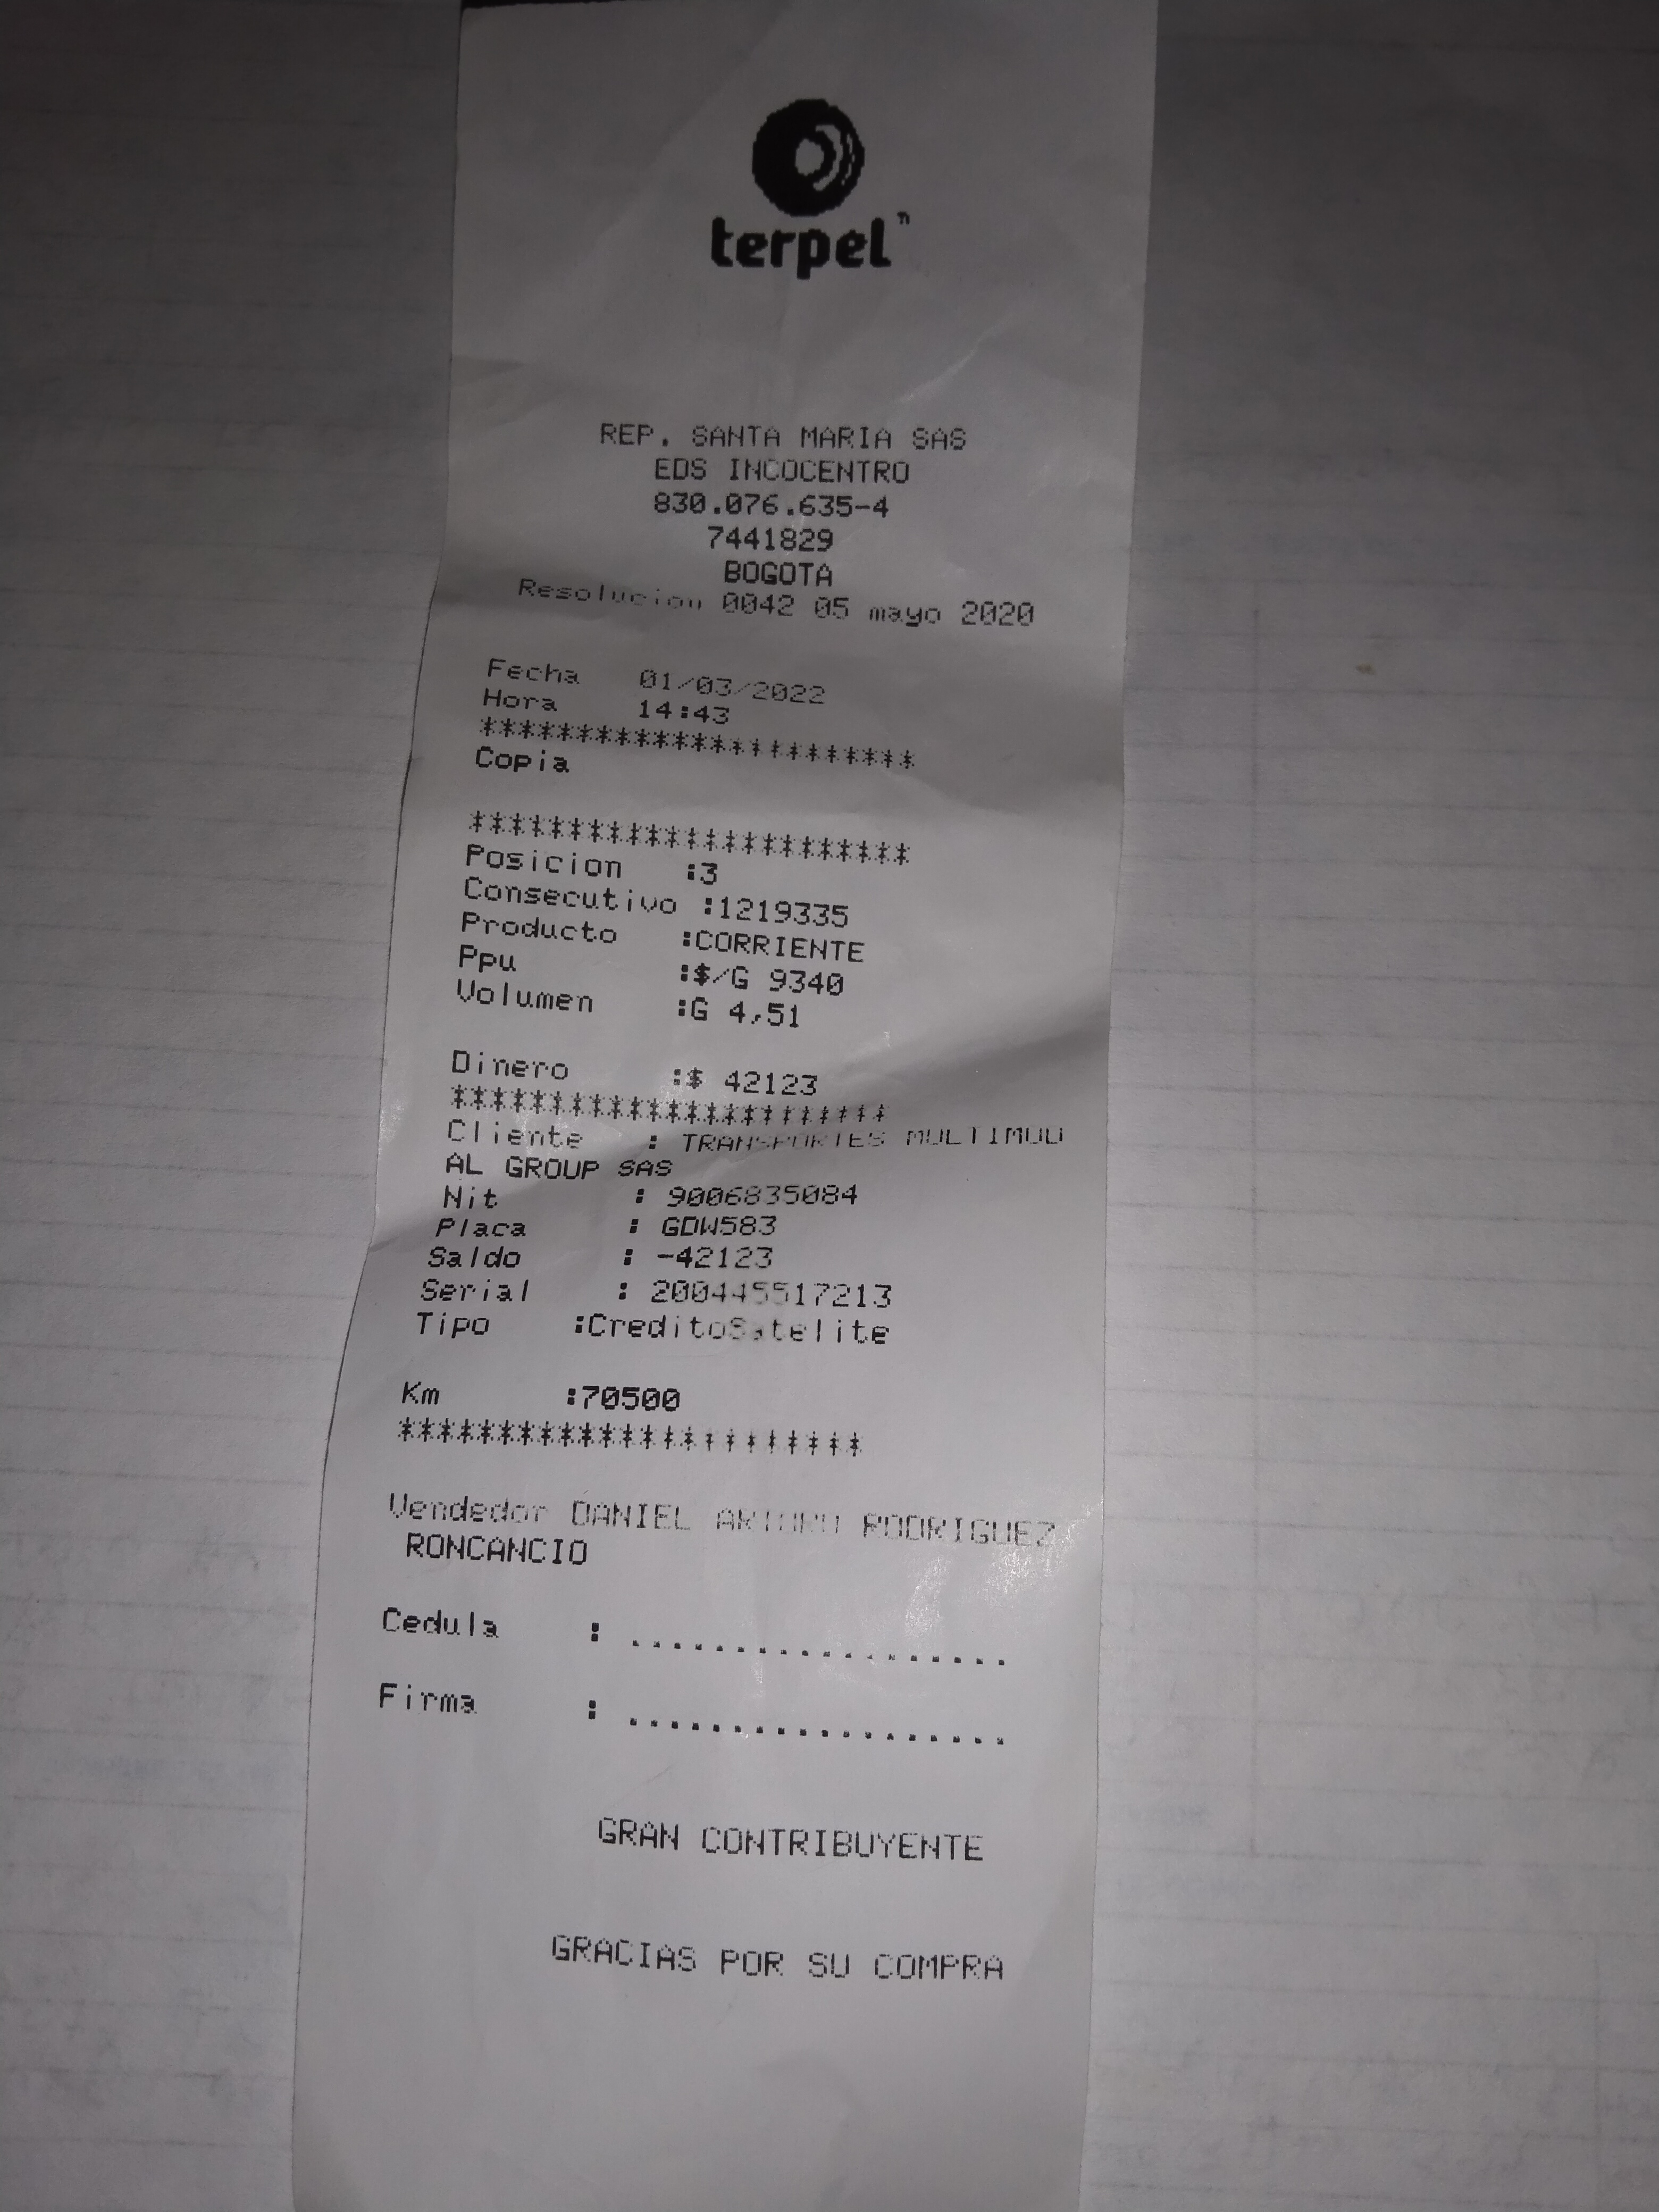 terpel
REP. SANTA MARIA SAS
EDS INCOCENTRO
830.076.635-4
7441829
BOGOTA
Resolucion 0042 05 mayo 2020
Fecha 01/03/2022
Hora 14:43
***********************
Copia
***********************
Posicion :3
Consecutivo :1219335
Producto :CORRIENTE
Ppu :$/G 9340
Volumen :G 4,51
Dinero :$ 42123
***********************
Cliente : TRANSPORTES MULTIMOD
AL GROUP SAS
Nit : 9006835084
Placa : GDW583
Saldo : -42123
Serial : 200445517213
Tipo :CreditoSatelite
Km :70500
***********************
Vendedor DANIEL ARTURO RODRIGUEZ
RONCANCIO
Cedula : ..................
Firma : ..................
GRAN CONTRIBUYENTE
GRACIAS POR SU COMPRA